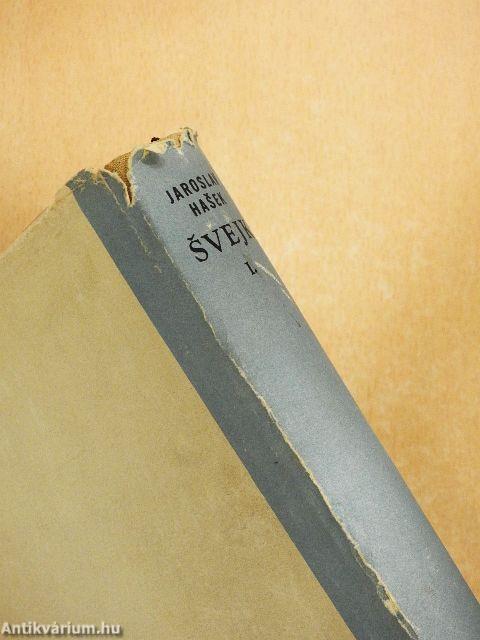 JAROSLAV
HAŠEK
ŠVEJK
I.
Antikvárium.hu